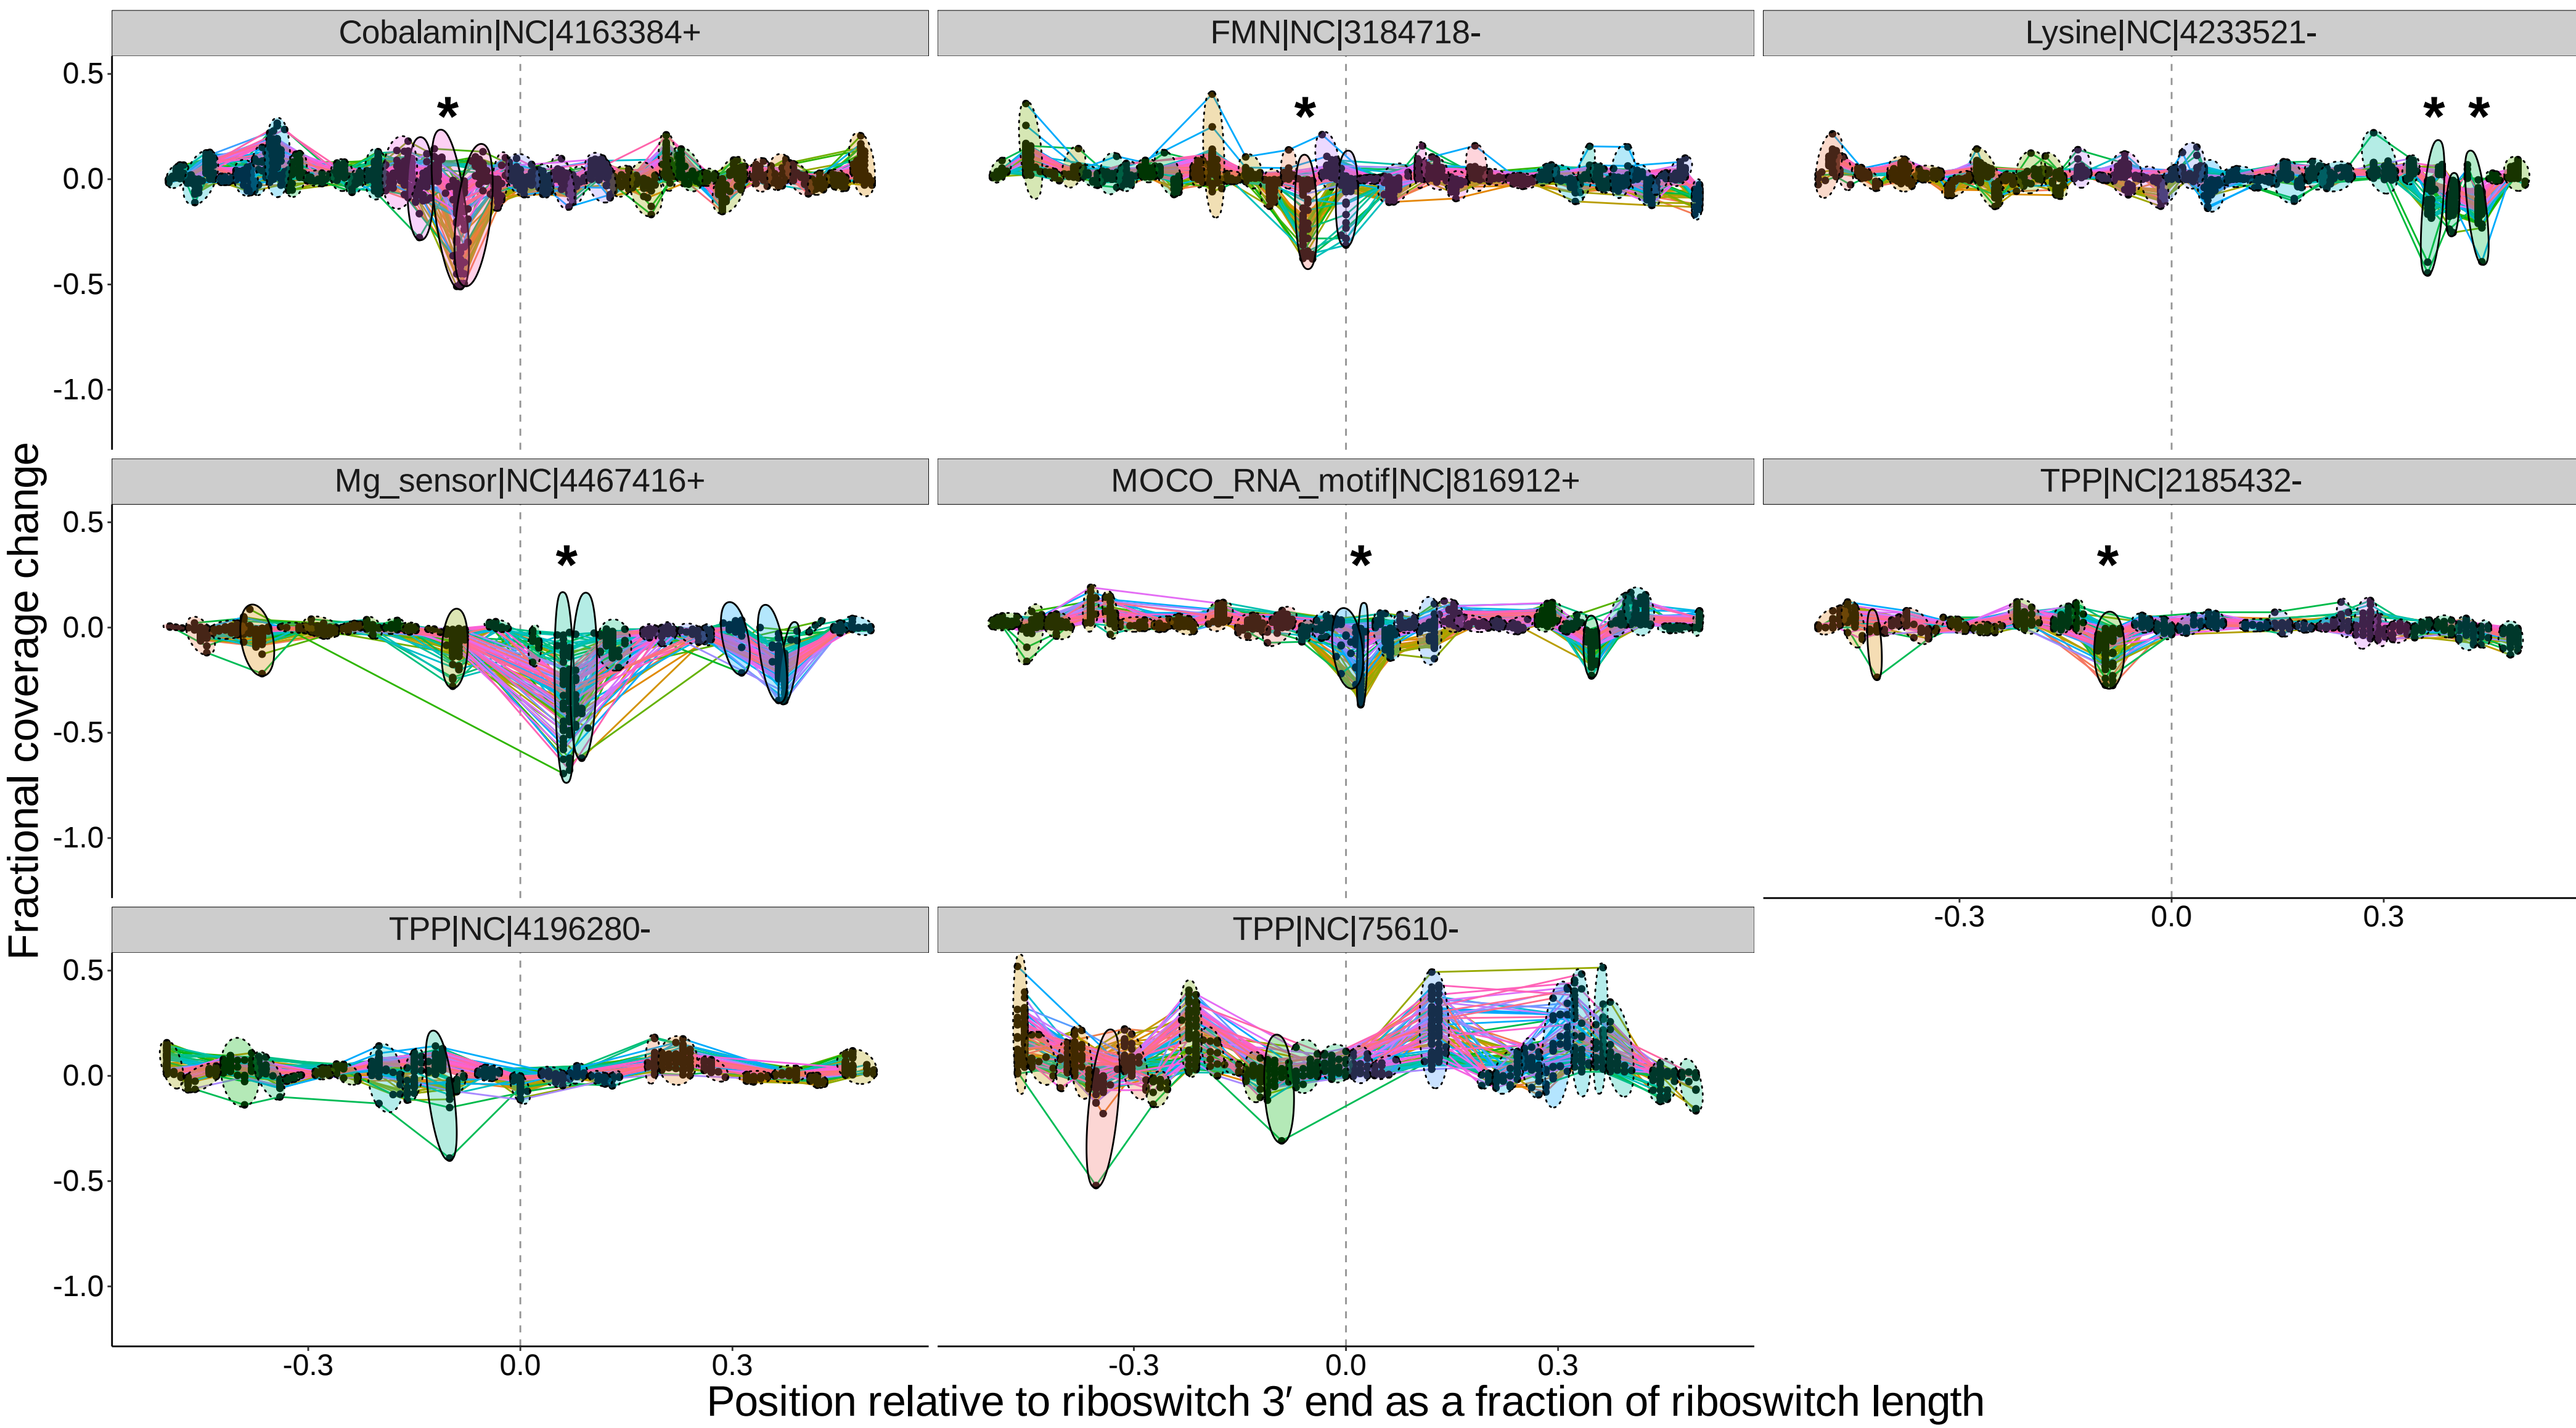 Cobalamin|NC|4163384+
FMN|NC|3184718-
Lysine|NC|4233521-
0.5
0.0
-0.5
-1.0
*
*
* *
Fractional coverage change
Mg_sensor|NC|4467416+
MOCO_RNA_motif|NC|816912+
TPP|NC|2185432-
0.5
0.0
-0.5
-1.0
*
*
*
-0.3 0.0 0.3
TPP|NC|4196280-
TPP|NC|75610-
0.5
0.0
-0.5
-1.0
-0.3 0.0 0.3
-0.3 0.0 0.3
Position relative to riboswitch 3′ end as a fraction of riboswitch length